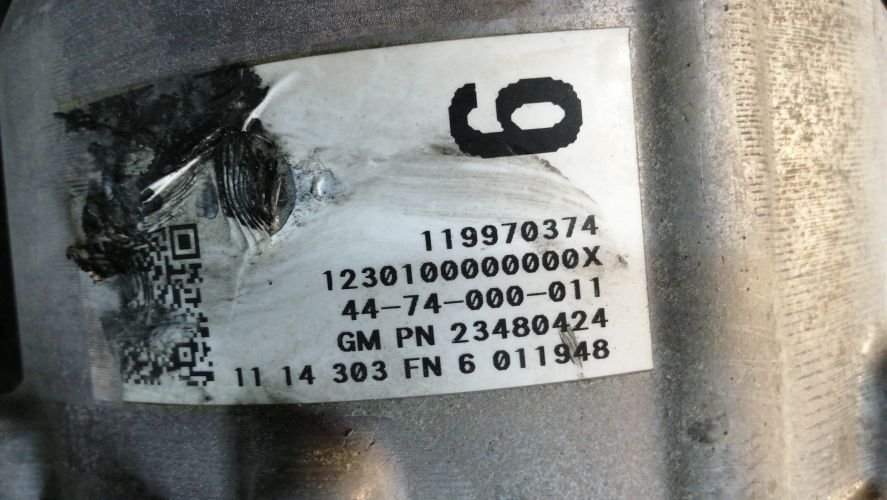 6
119970374
1230100000000X
44-74-000-011
GM PN 23480424
11 14 303 FN 6 011948